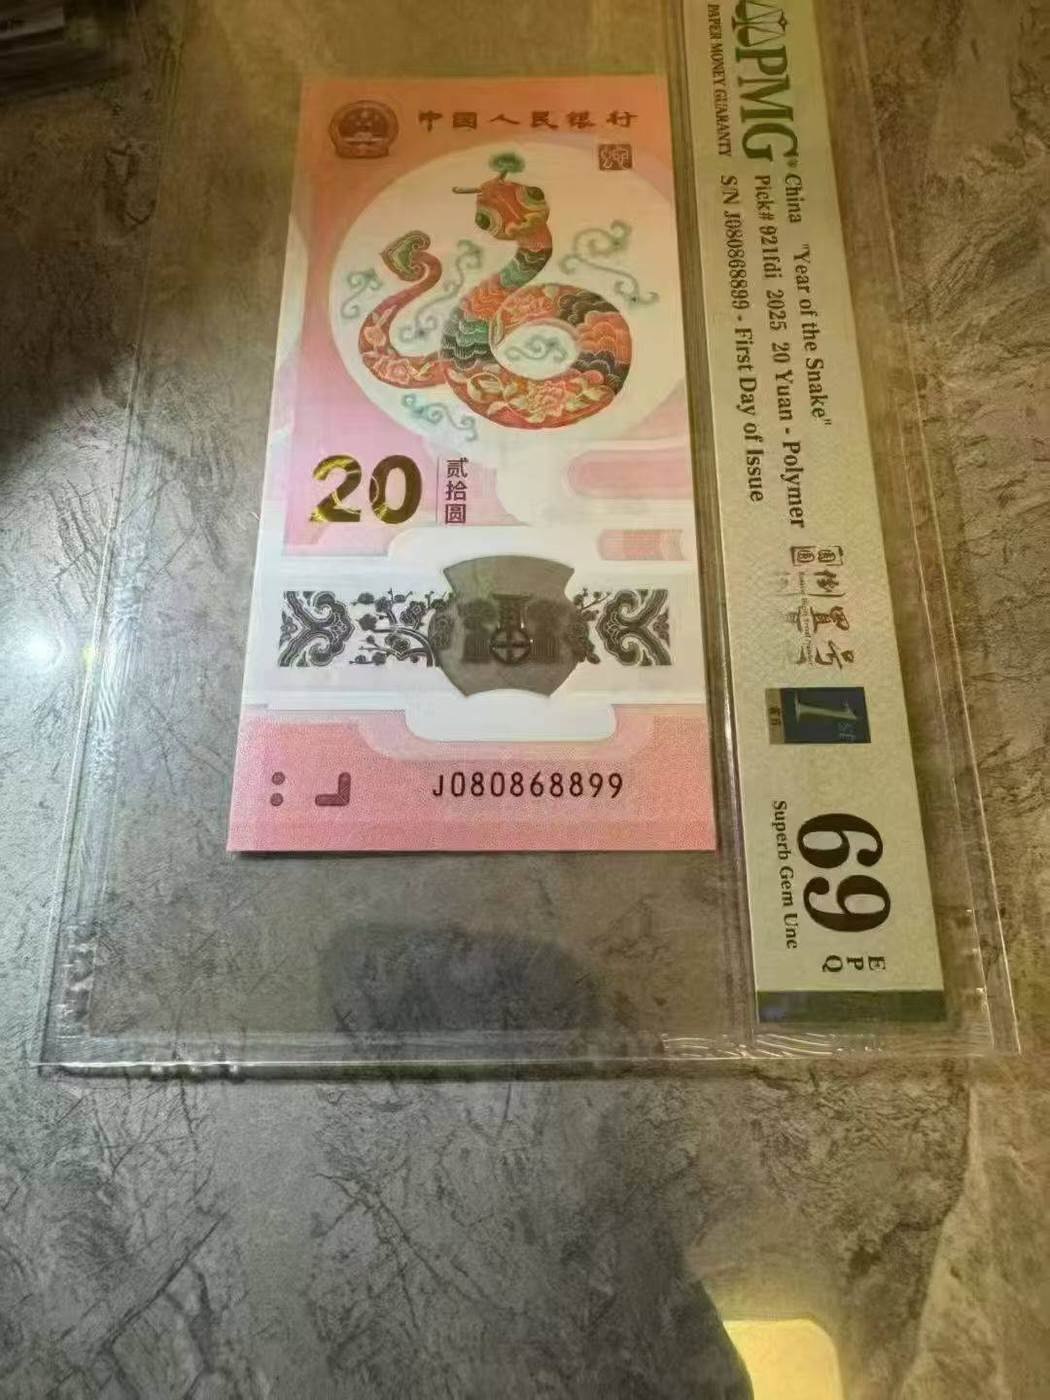 中国人民银行
20
贰拾圆
J080868899
PMG
PAPER MONEY GUARANTY
China "Year of the Snake"
Pick# 921fdi 2025 20 Yuan - Polymer
S/N J080868899 - First Day of Issue
1st
69
EPQ
Superb Gem Unc